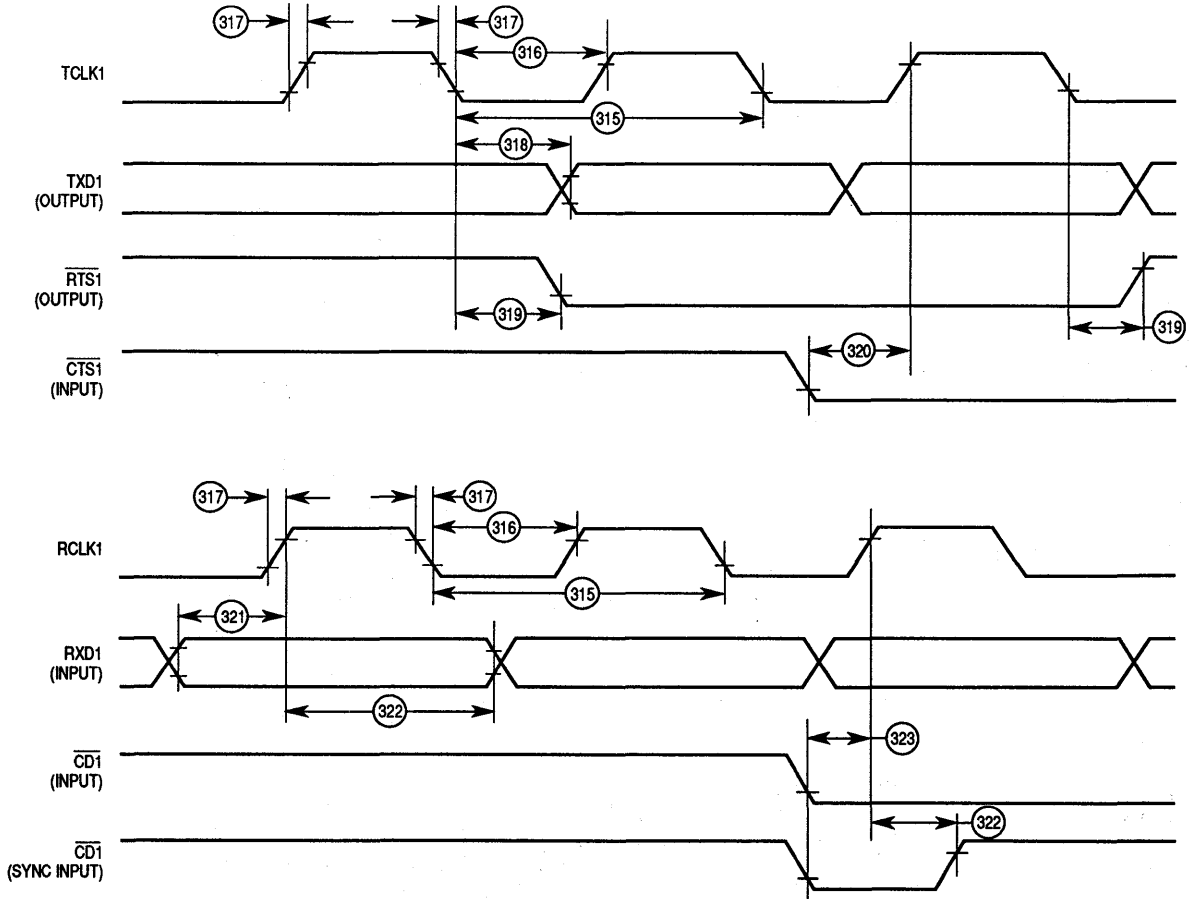 317
317
316
TCLK1
315
318
TXD1
(OUTPUT)
RTS1
(OUTPUT)
319
319
320
CTS1
(INPUT)
317
317
316
RCLK1
315
321
RXD1
(INPUT)
322
323
CD1
(INPUT)
322
CD1
(SYNC INPUT)